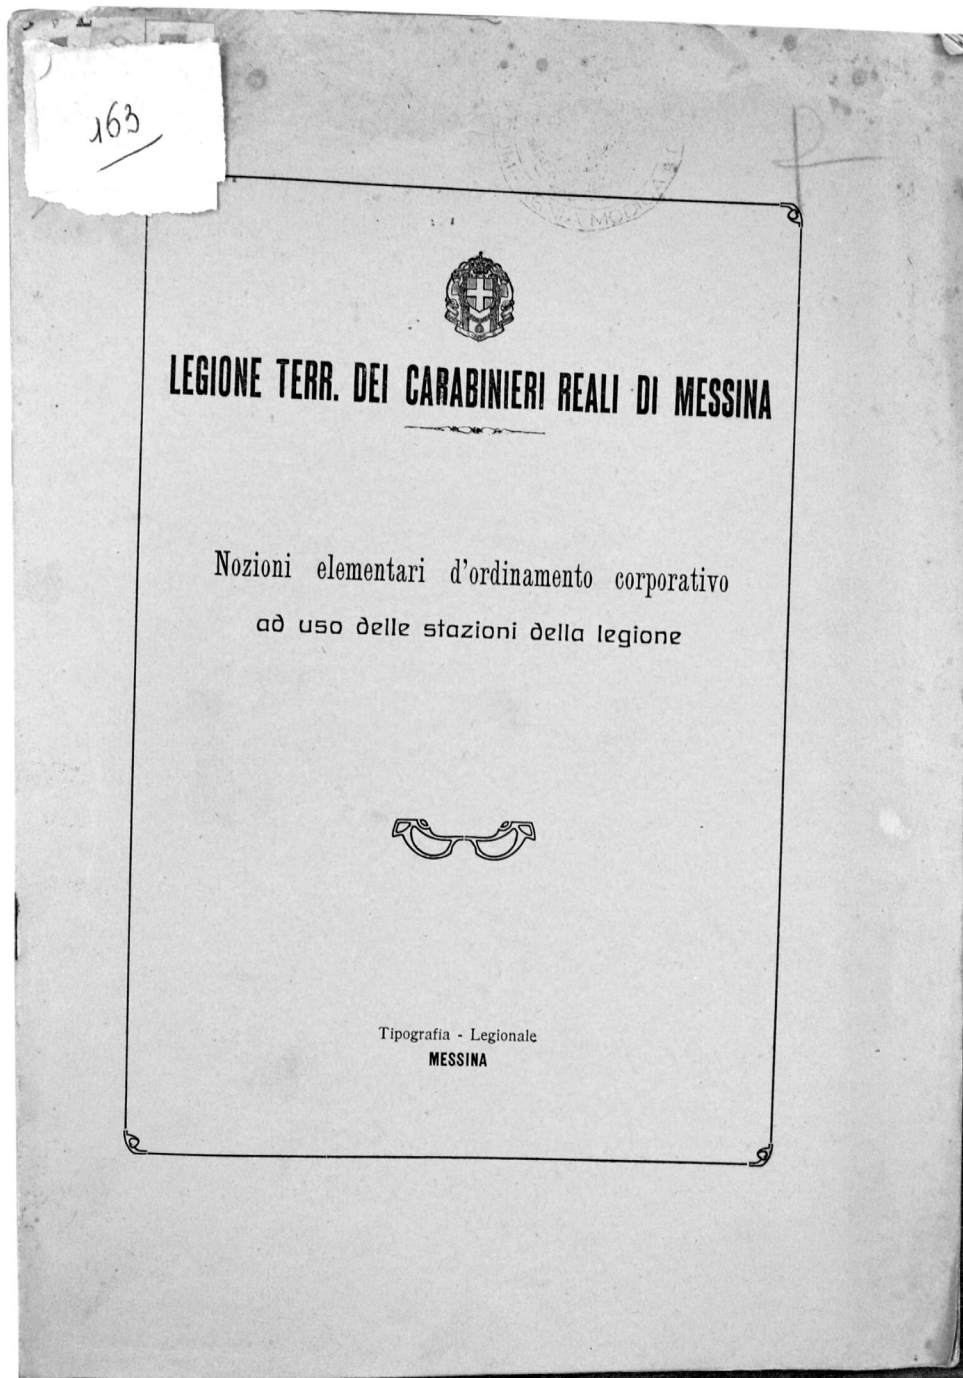 163
LEGIONE TERR. DEI CARABINIERI REALI DI MESSINA
Nozioni elementari d'ordinamento corporativo
ad uso delle stazioni della legione
Tipografia - Legionale
MESSINA